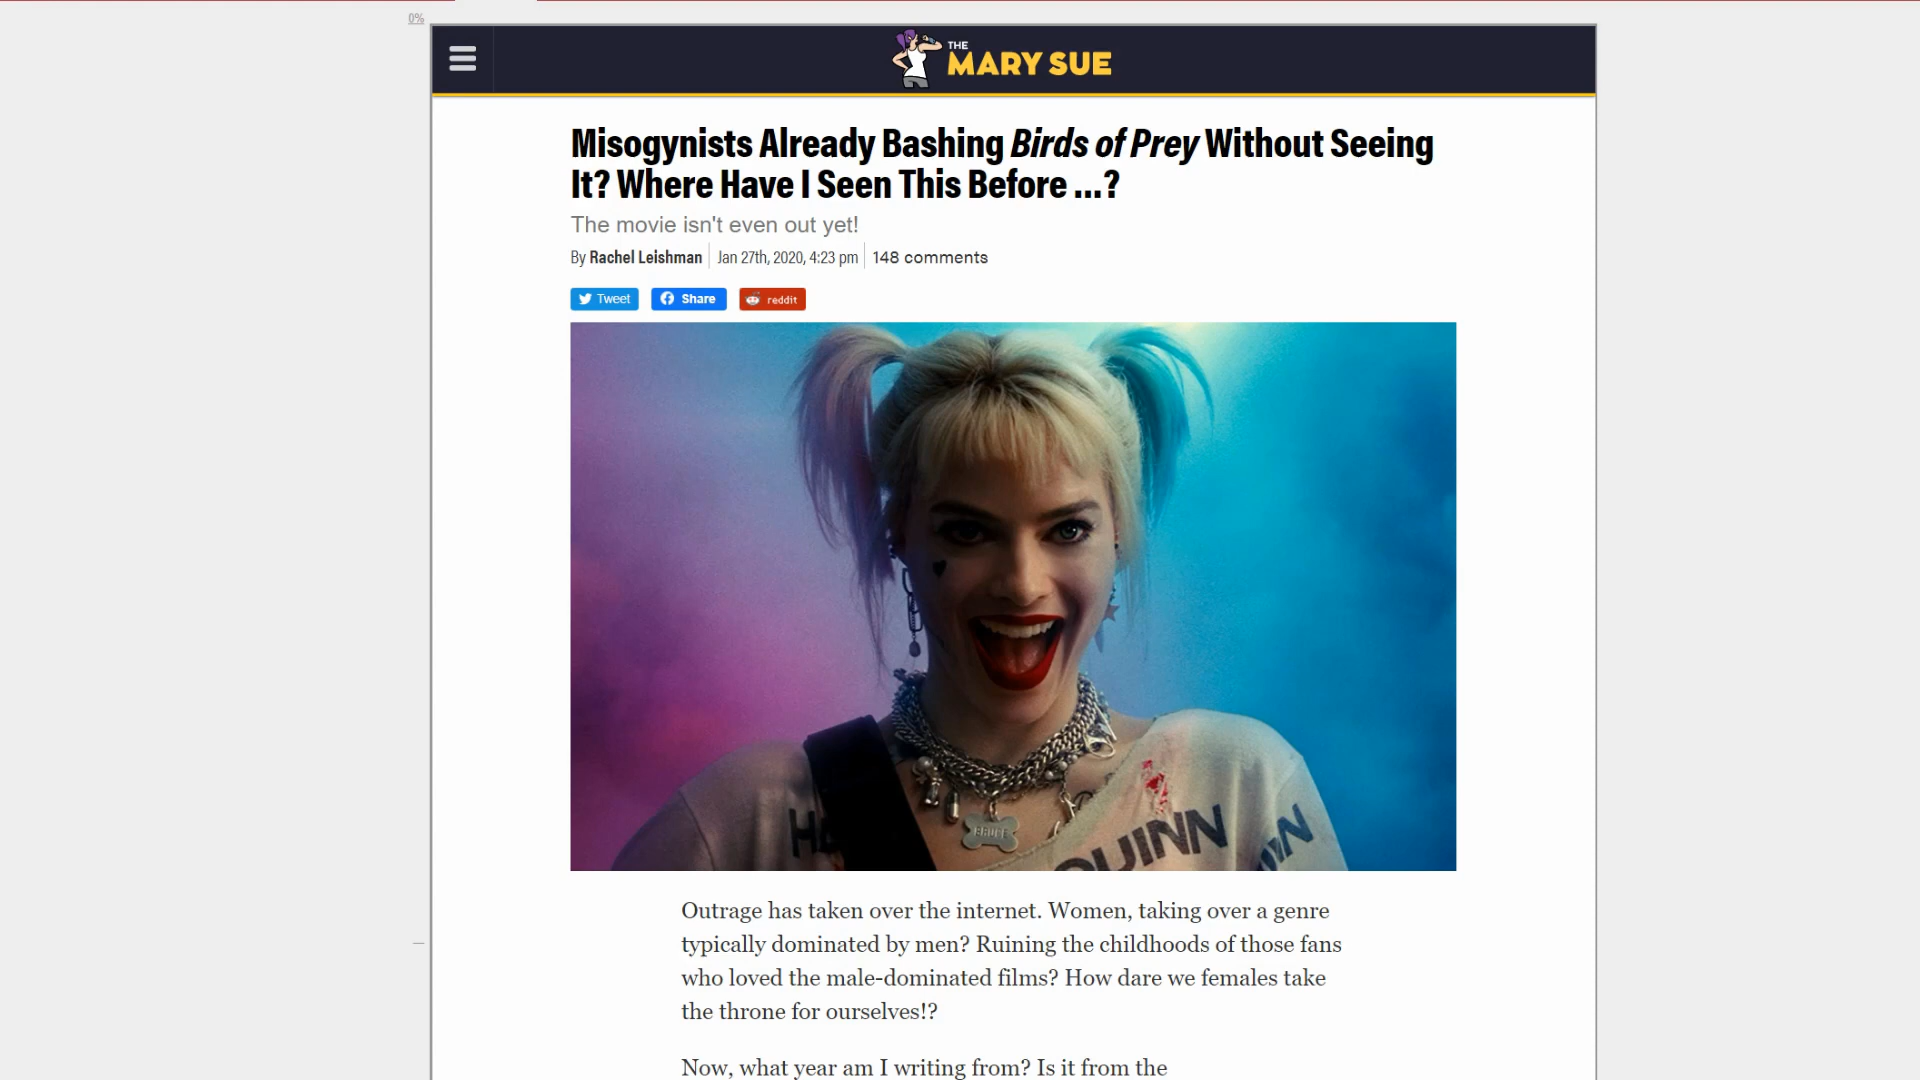 0%
THE
MARY SUE
Misogynists Already Bashing Birds of Prey Without Seeing
It? Where Have I Seen This Before ...?
The movie isn't even out yet!
By Rachel Leishman Jan 27th, 2020, 4:23 pm 148 comments
Tweet Share reddit
BRUCE
QUINN
Outrage has taken over the internet. Women, taking over a genre
typically dominated by men? Ruining the childhoods of those fans
who loved the male-dominated films? How dare we females take
the throne for ourselves!?
Now, what year am I writing from? Is it from the